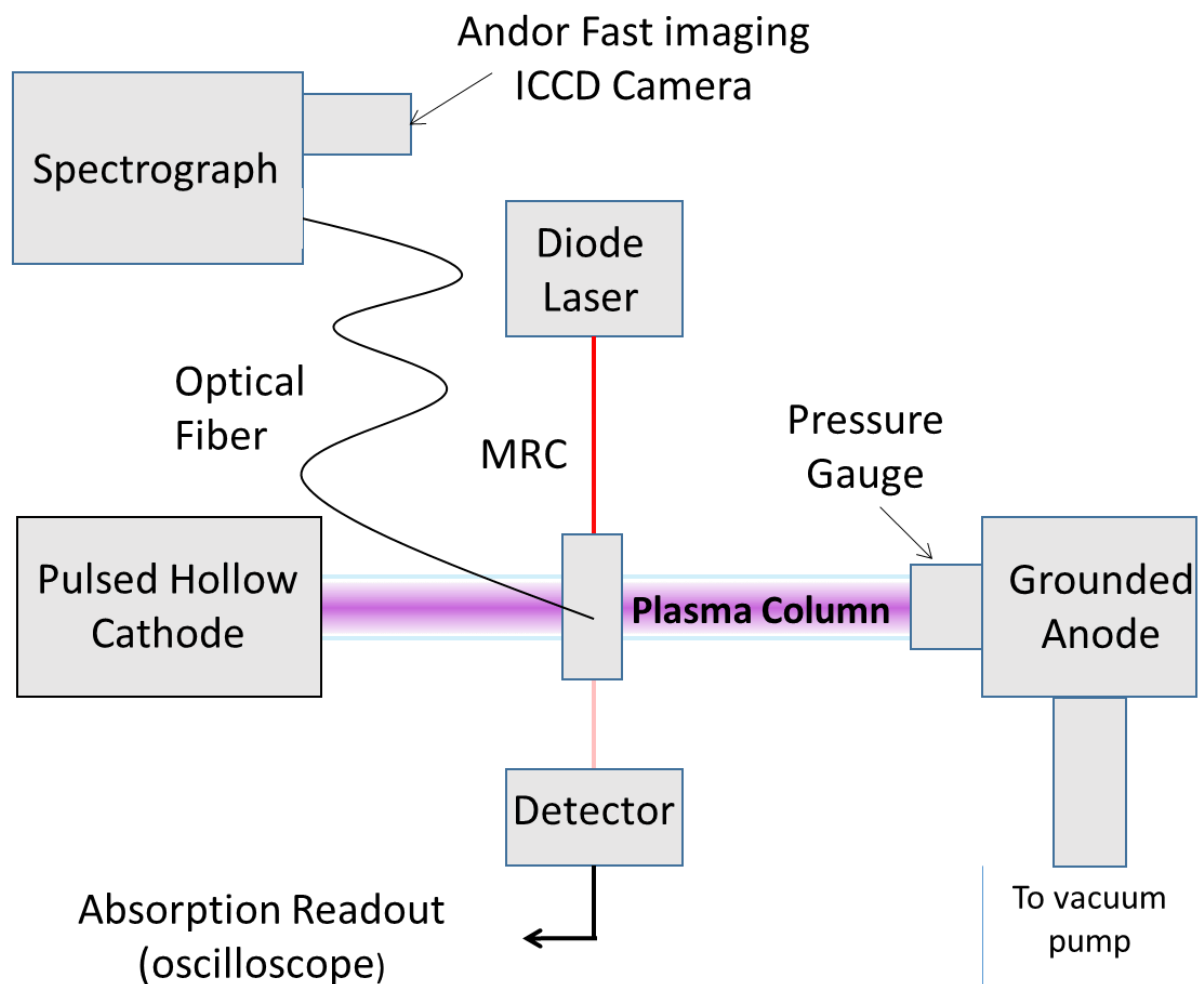 Andor Fast imaging
ICCD Camera
Spectrograph
Diode
Laser
Optical
Fiber
MRC
Pressure
Gauge
Pulsed Hollow
Cathode
Plasma Column
Grounded
Anode
Detector
Absorption Readout
(oscilloscope)
To vacuum
pump